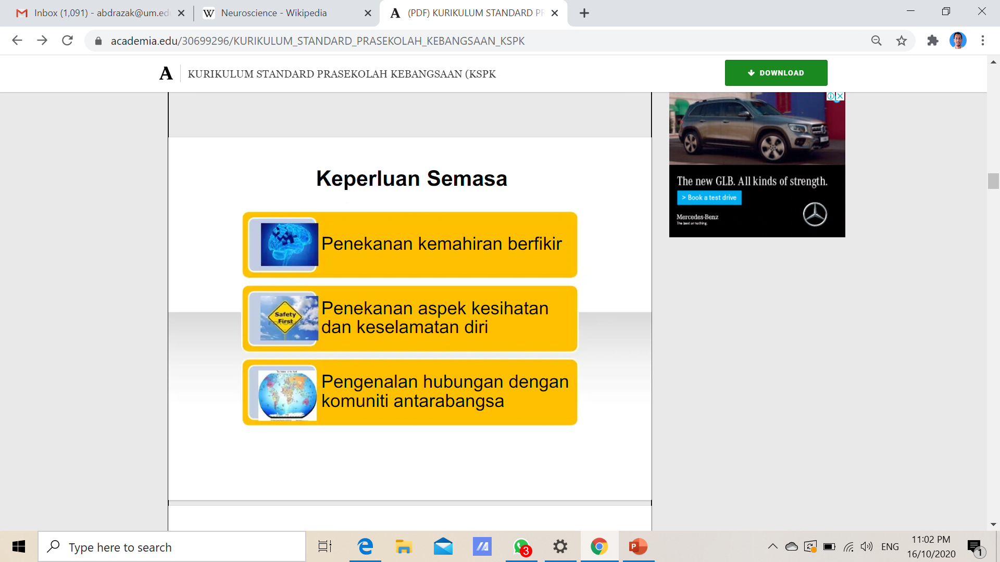 Inbox (1,091) - abdrazak@um.ed
Neuroscience - Wikipedia
(PDF) KURIKULUM STANDARD PR
academia.edu/30699296/KURIKULUM_STANDARD_PRASEKOLAH_KEBANGSAAN_KSPK
A
KURIKULUM STANDARD PRASEKOLAH KEBANGSAAN (KSPK
DOWNLOAD
Keperluan Semasa
Penekanan kemahiran berfikir
Safety
First
Penekanan aspek kesihatan
dan keselamatan diri
Pengenalan hubungan dengan
komuniti antarabangsa
The new GLB. All kinds of strength.
> Book a test drive
Mercedes-Benz
The best or nothing.
Type here to search
3
ENG
11:02 PM
16/10/2020
1